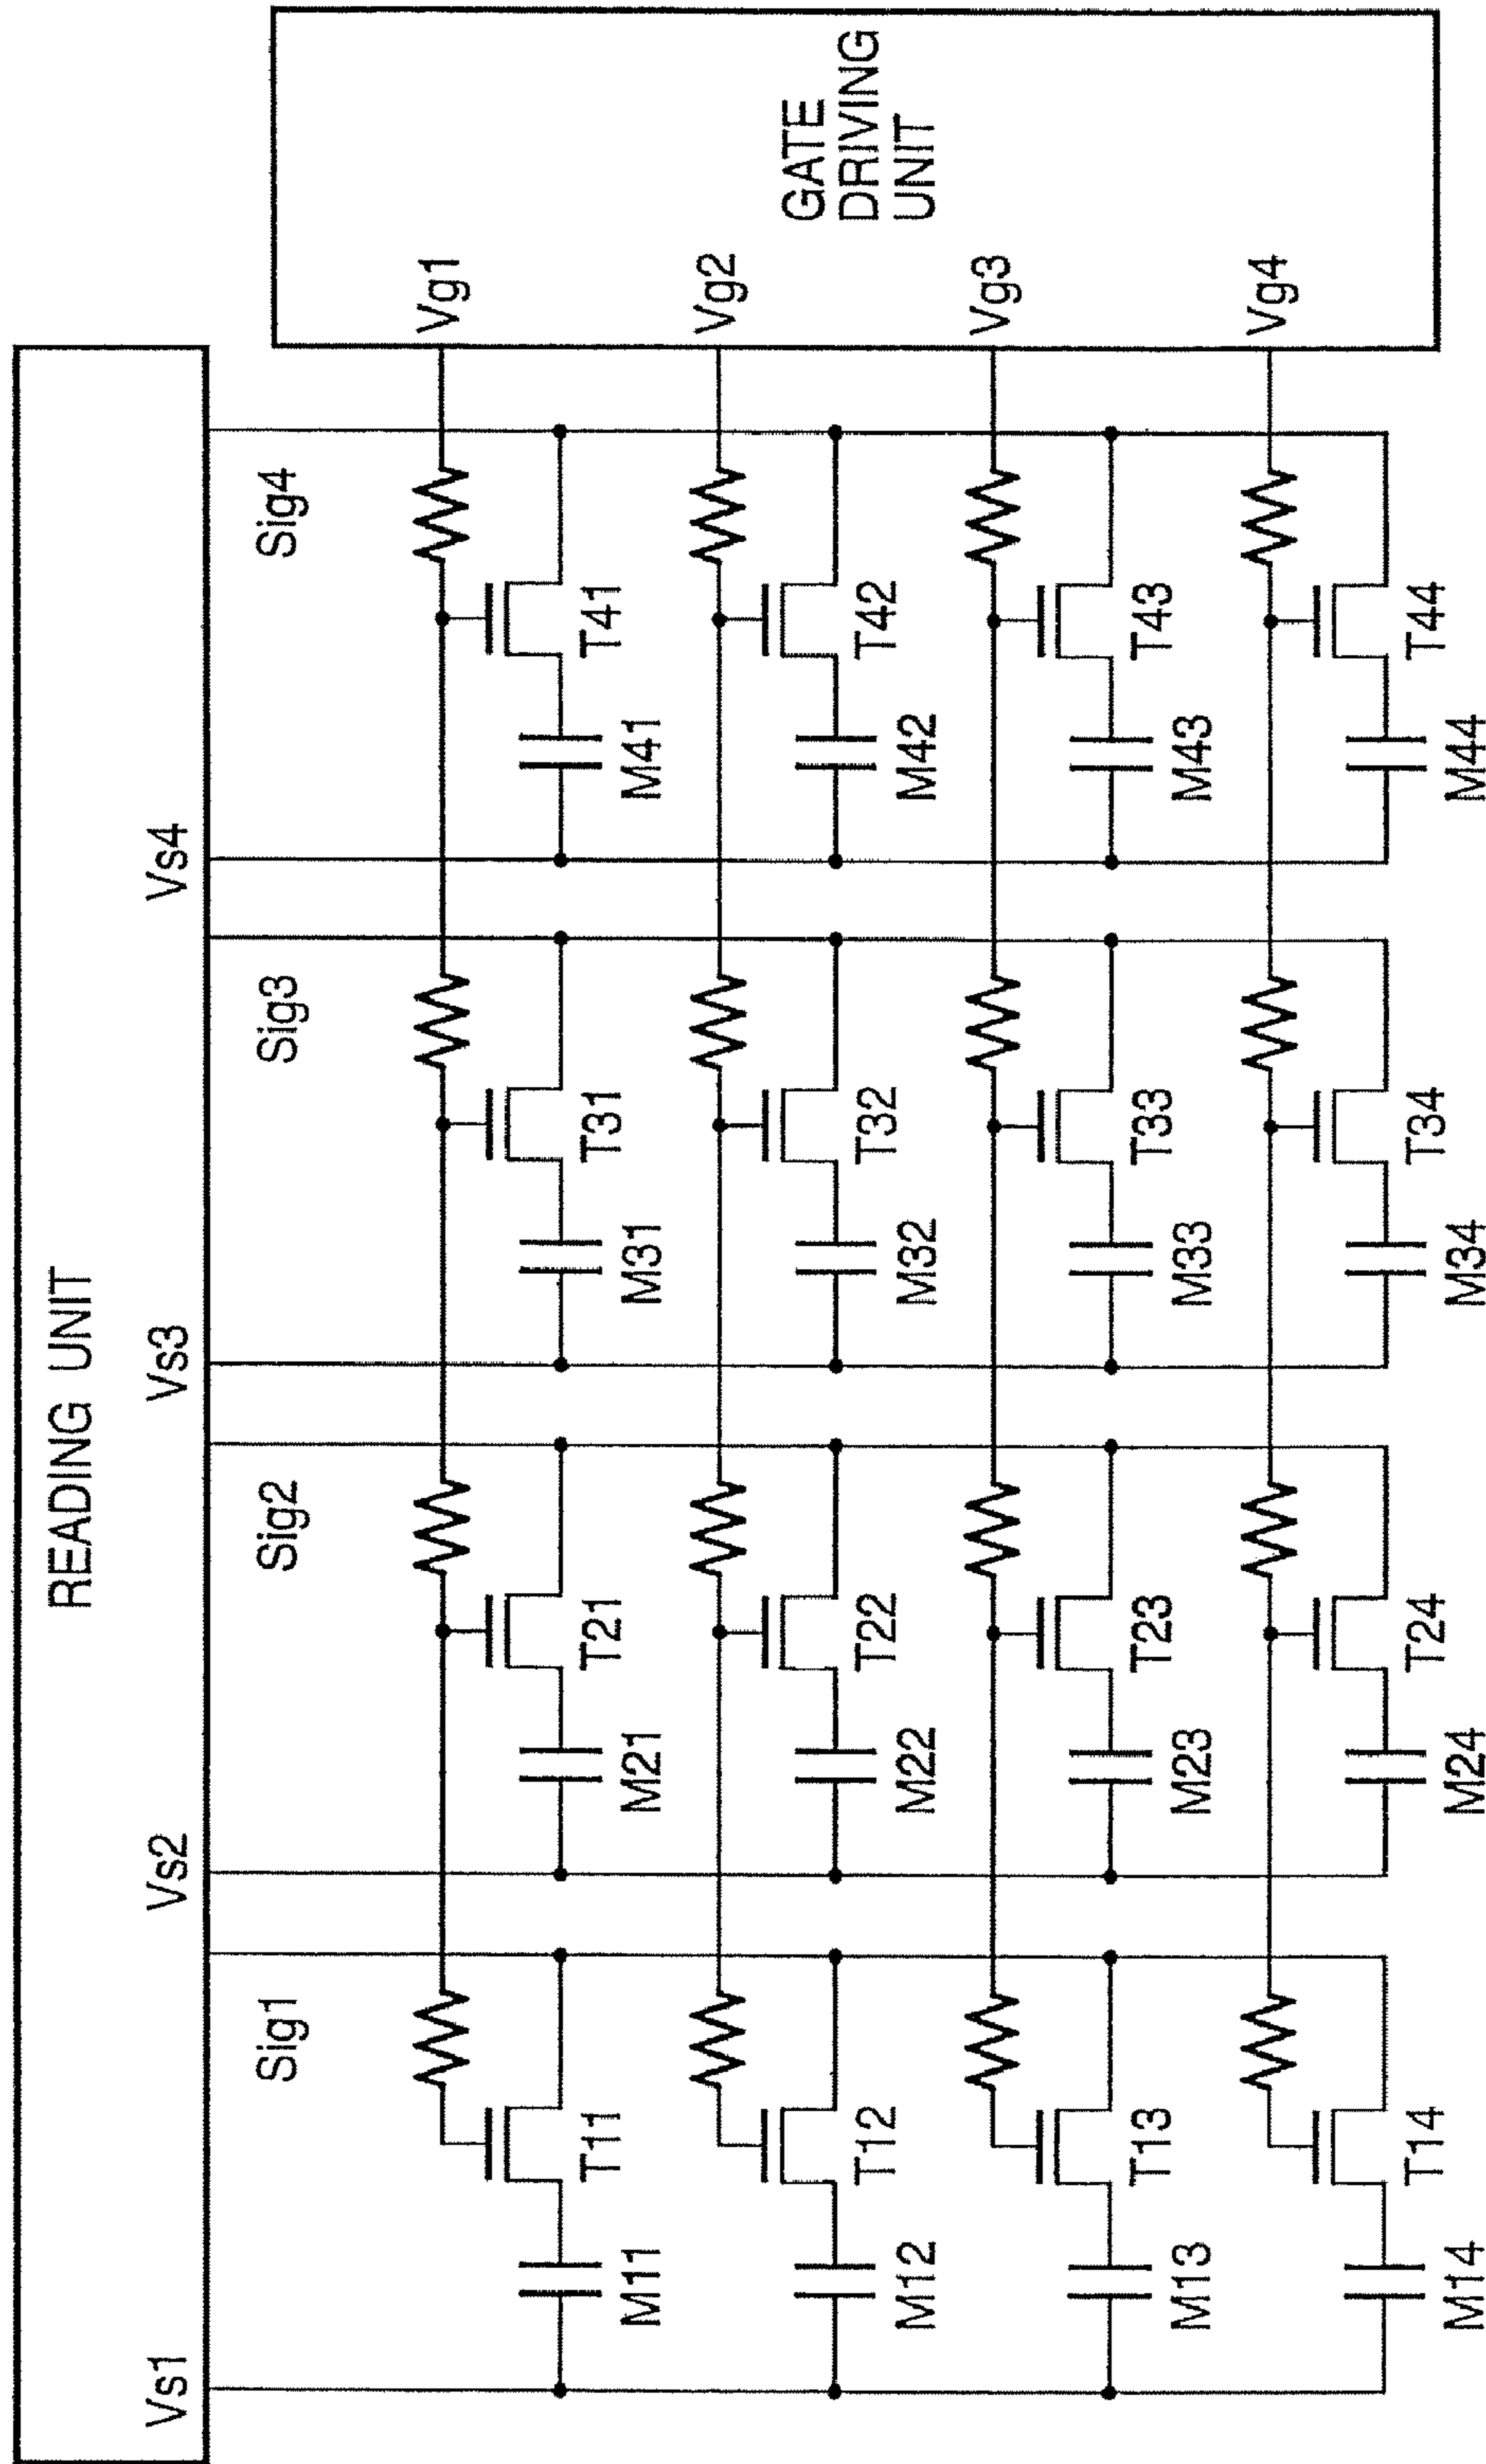 READING UNIT
Vs1 Vs2 Vs3 Vs4
Sig1 Sig2 Sig3 Sig4
Vg1
T11 T21 T31 T41
M11 M21 M31 M41
Vg2
T12 T22 T32 T42
M12 M22 M32 M42
GATE
DRIVING
UNIT
Vg3
T13 T23 T33 T43
M13 M23 M33 M43
Vg4
T14 T24 T34 T44
M14 M24 M34 M44